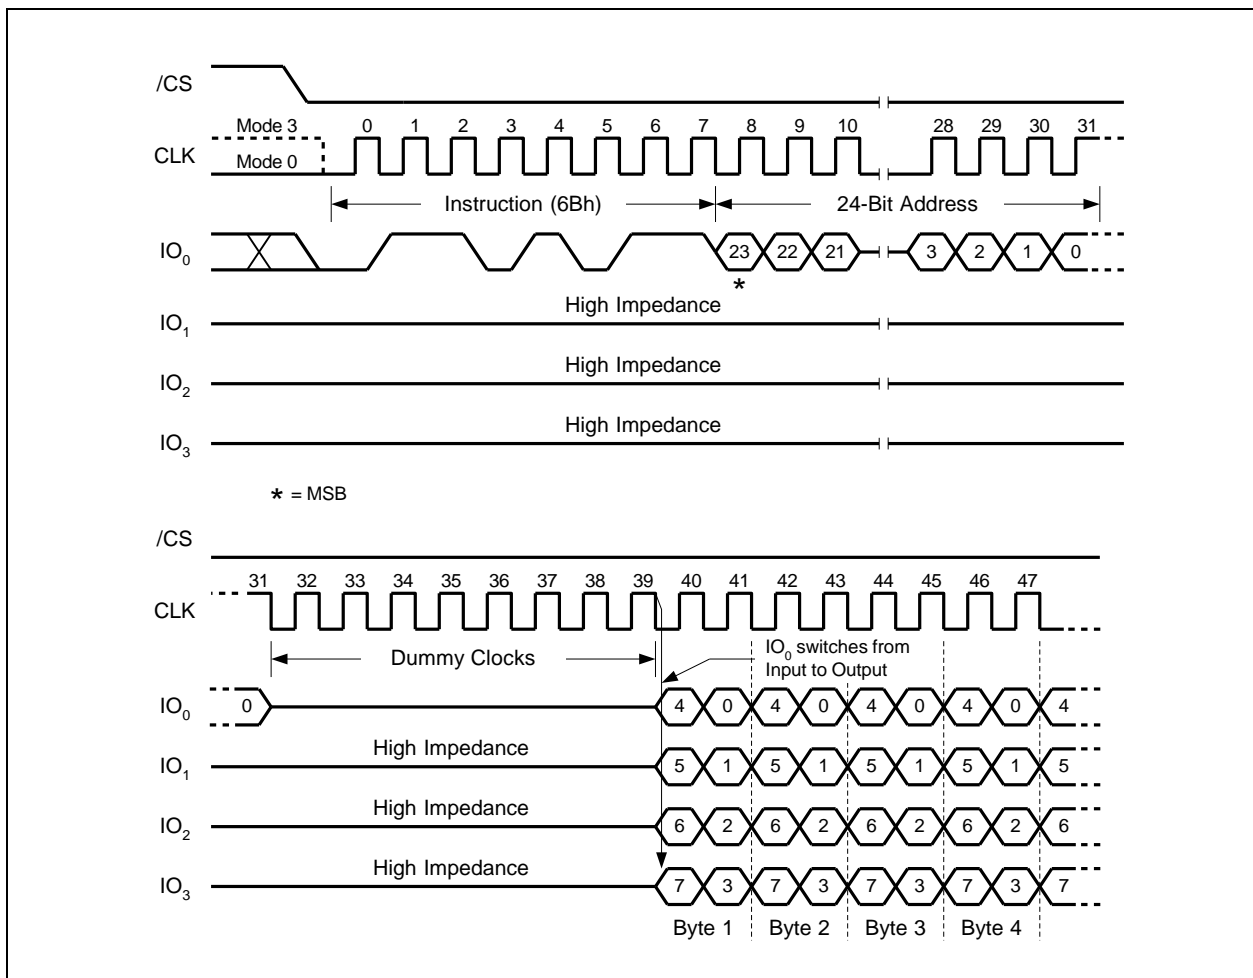 /CS
Mode 3 0 1 2 3 4 5 6 7 8 9 10 28 29 30 31
CLK Mode 0
Instruction (6Bh) 24-Bit Address
IO0 23 22 21 3 2 1 0
*
High Impedance
IO1
High Impedance
IO2
High Impedance
IO3
* = MSB
/CS
31 32 33 34 35 36 37 38 39 40 41 42 43 44 45 46 47
CLK
Dummy Clocks
IO0 switches from
Input to Output
IO0 0 4 0 4 0 4 0 4 0 4
High Impedance
IO1 5 1 5 1 5 1 5 1 5
High Impedance
IO2 6 2 6 2 6 2 6 2 6
High Impedance
IO3 7 3 7 3 7 3 7 3 7
Byte 1 Byte 2 Byte 3 Byte 4